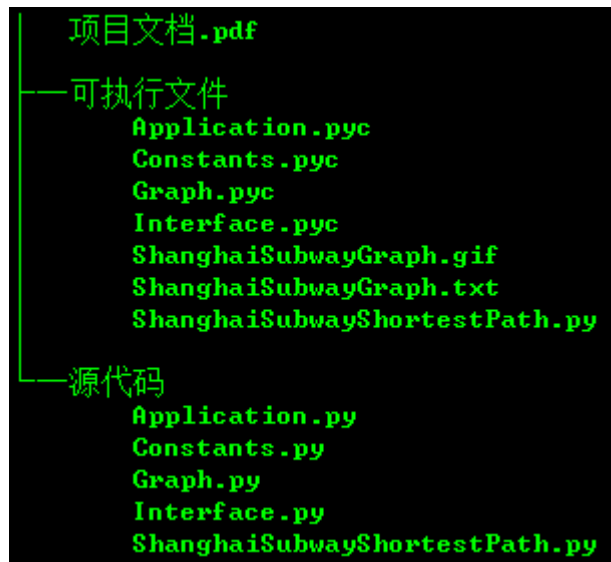 项目文档.pdf
可执行文件
Application.pyc
Constants.pyc
Graph.pyc
Interface.pyc
ShanghaiSubwayGraph.gif
ShanghaiSubwayGraph.txt
ShanghaiSubwayShortestPath.py
源代码
Application.py
Constants.py
Graph.py
Interface.py
ShanghaiSubwayShortestPath.py